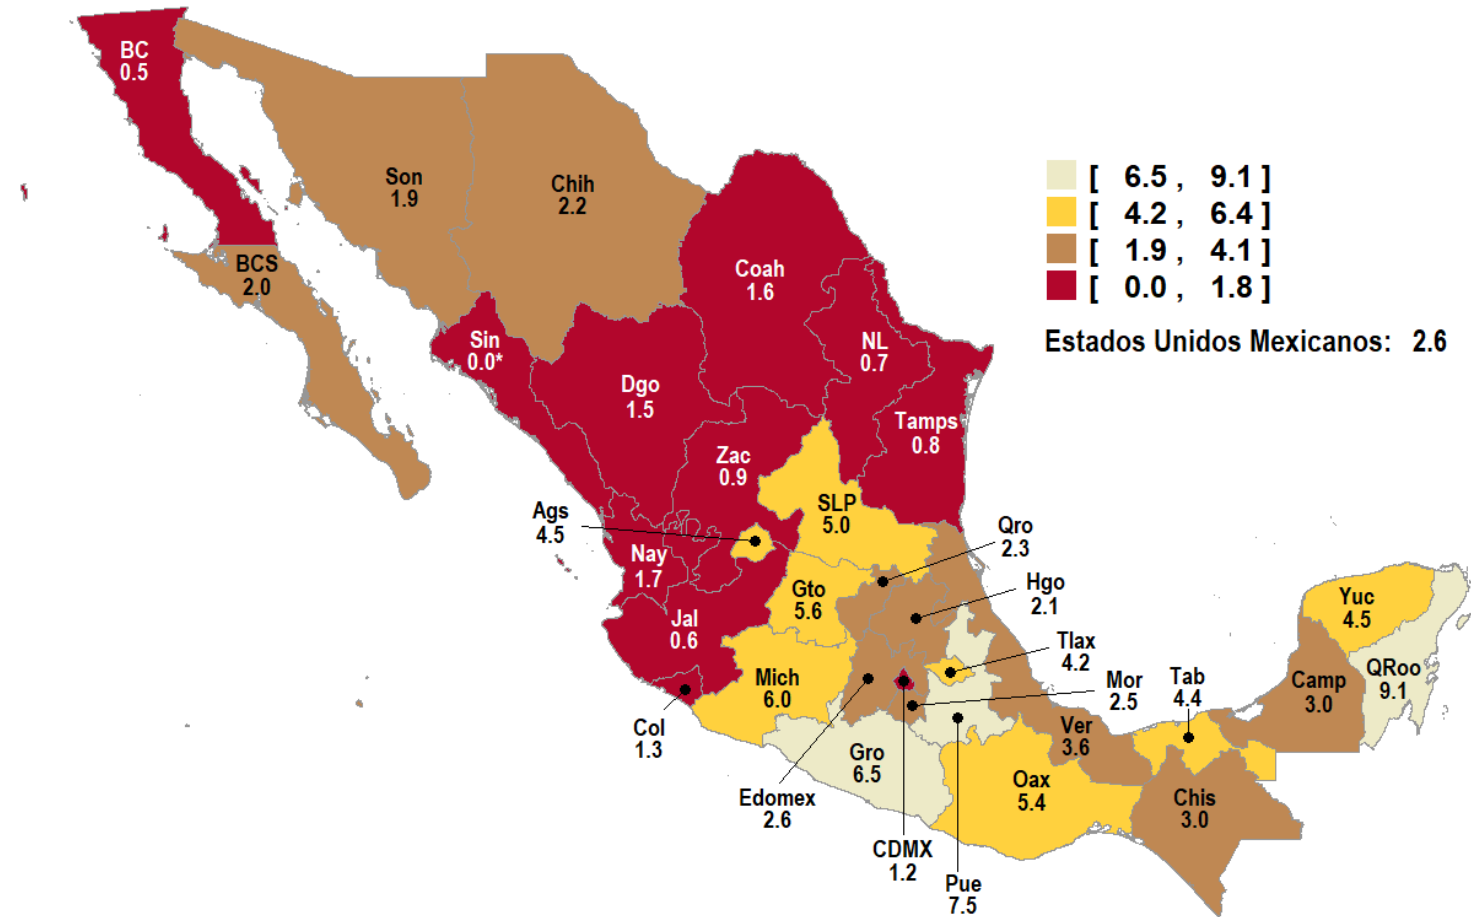 BC
0.5
Son
1.9
Chih
2.2
[ 6.5 , 9.1 ]
[ 4.2 , 6.4 ]
[ 1.9 , 4.1 ]
[ 0.0 , 1.8 ]
Estados Unidos Mexicanos: 2.6
BCS
2.0
Coah
1.6
Sin
0.0*
NL
0.7
Dgo
1.5
Tamps
0.8
Zac
0.9
SLP
5.0
Ags
4.5
Qro
2.3
Nay
1.7
Gto
5.6
Hgo
2.1
Yuc
4.5
Jal
0.6
Tlax
4.2
Mich
6.0
Mor
2.5
Tab
4.4
Camp
3.0
QRoo
9.1
Col
1.3
Ver
3.6
Gro
6.5
Oax
5.4
Edomex
2.6
Chis
3.0
CDMX
1.2
Pue
7.5